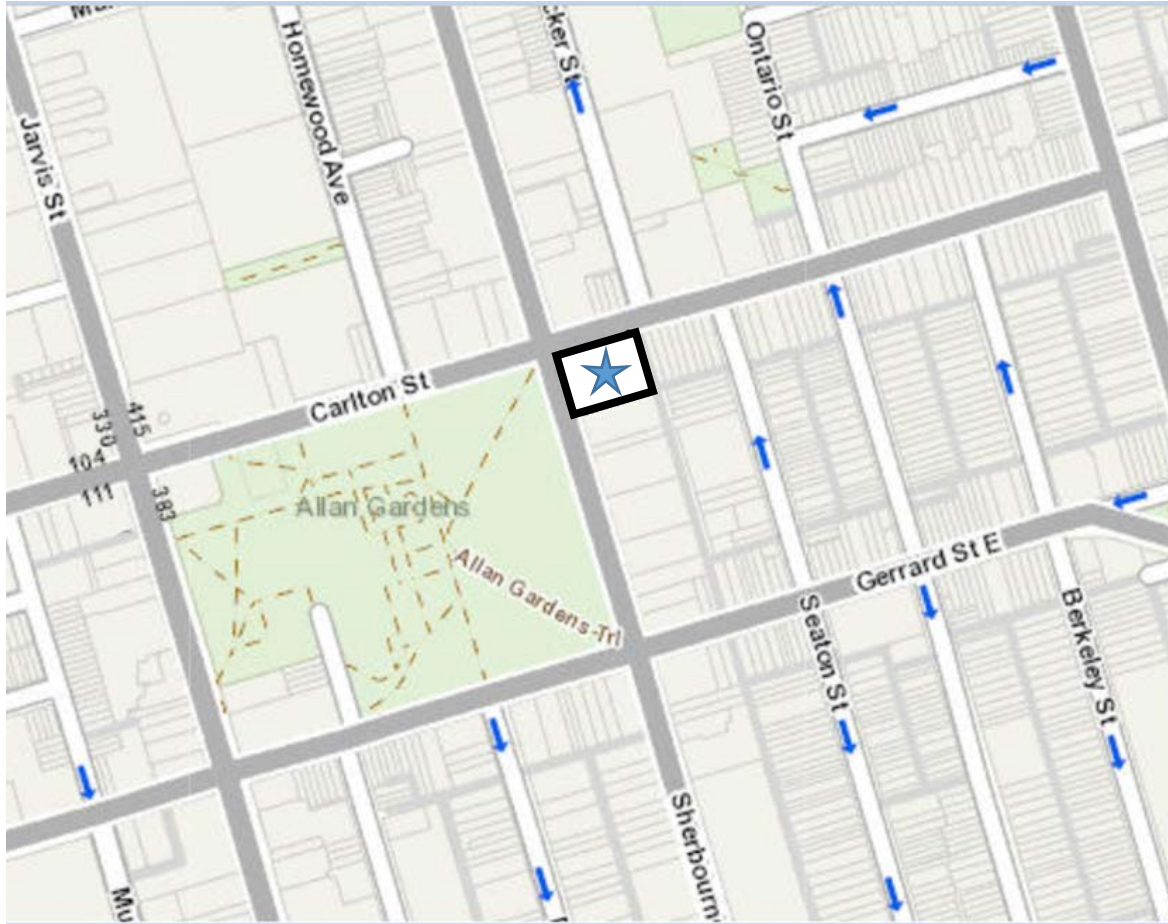 Homewood Ave
cker St
Ontario St
Jarvis St
Carlton St
415
330
104
111
383
Allan Gardens
Allan Gardens-Trl
Gerrard St E
Seaton St
Berkeley St
Sherbourn
Mu